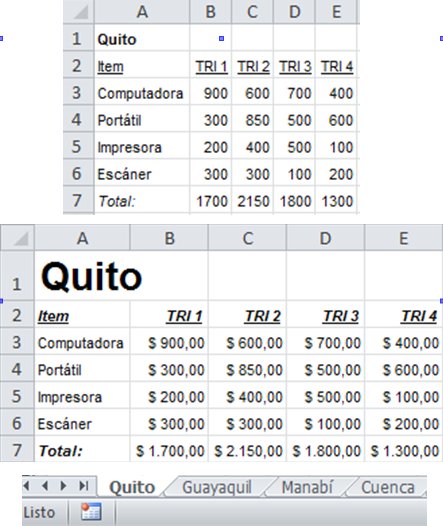 A B C D E
1 Quito
2 Item TRI 1 TRI 2 TRI 3 TRI 4
3 Computadora 900 600 700 400
4 Portátil 300 850 500 600
5 Impresora 200 400 500 100
6 Escáner 300 300 100 200
7 Total: 1700 2150 1800 1300
A B C D E
1 Quito
2 Item TRI 1 TRI 2 TRI 3 TRI 4
3 Computadora $ 900,00 $ 600,00 $ 700,00 $ 400,00
4 Portátil $ 300,00 $ 850,00 $ 500,00 $ 600,00
5 Impresora $ 200,00 $ 400,00 $ 500,00 $ 100,00
6 Escáner $ 300,00 $ 300,00 $ 100,00 $ 200,00
7 Total: $ 1.700,00 $ 2.150,00 $ 1.800,00 $ 1.300,00
Quito Guayaquil Manabí Cuenca
Listo